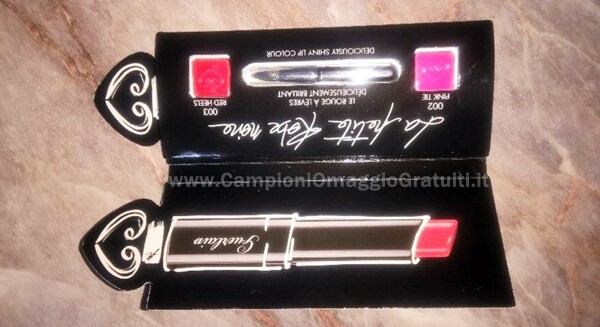 La petite Robe noire
LE ROUGE À LÈVRES
DÉLICIEUSEMENT BRILLANT
DELICIOUSLY SHINY LIP COLOUR
002
PINK TIE
003
RED HEELS
www.CampioniOmaggioGratuiti.it
Guerlain